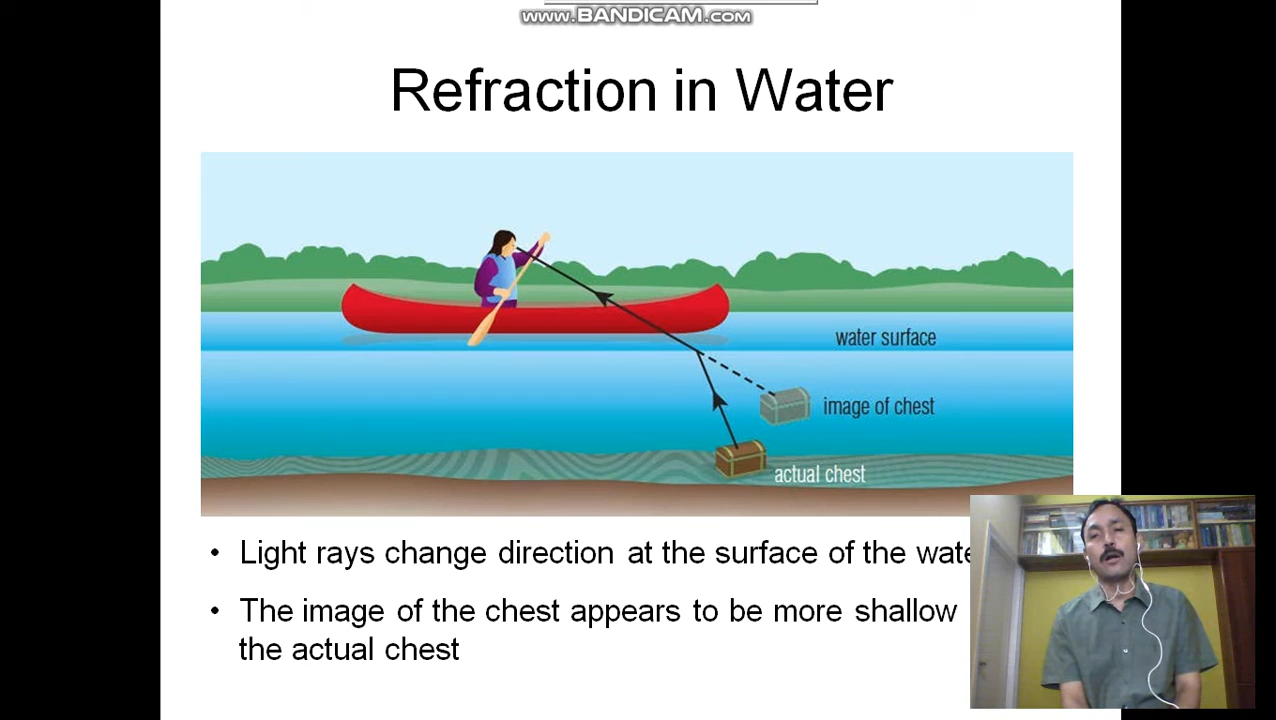 www.BANDICAM.com
Refraction in Water
water surface
image of chest
actual chest
• Light rays change direction at the surface of the
• The image of the chest appears to be more shallow
the actual chest